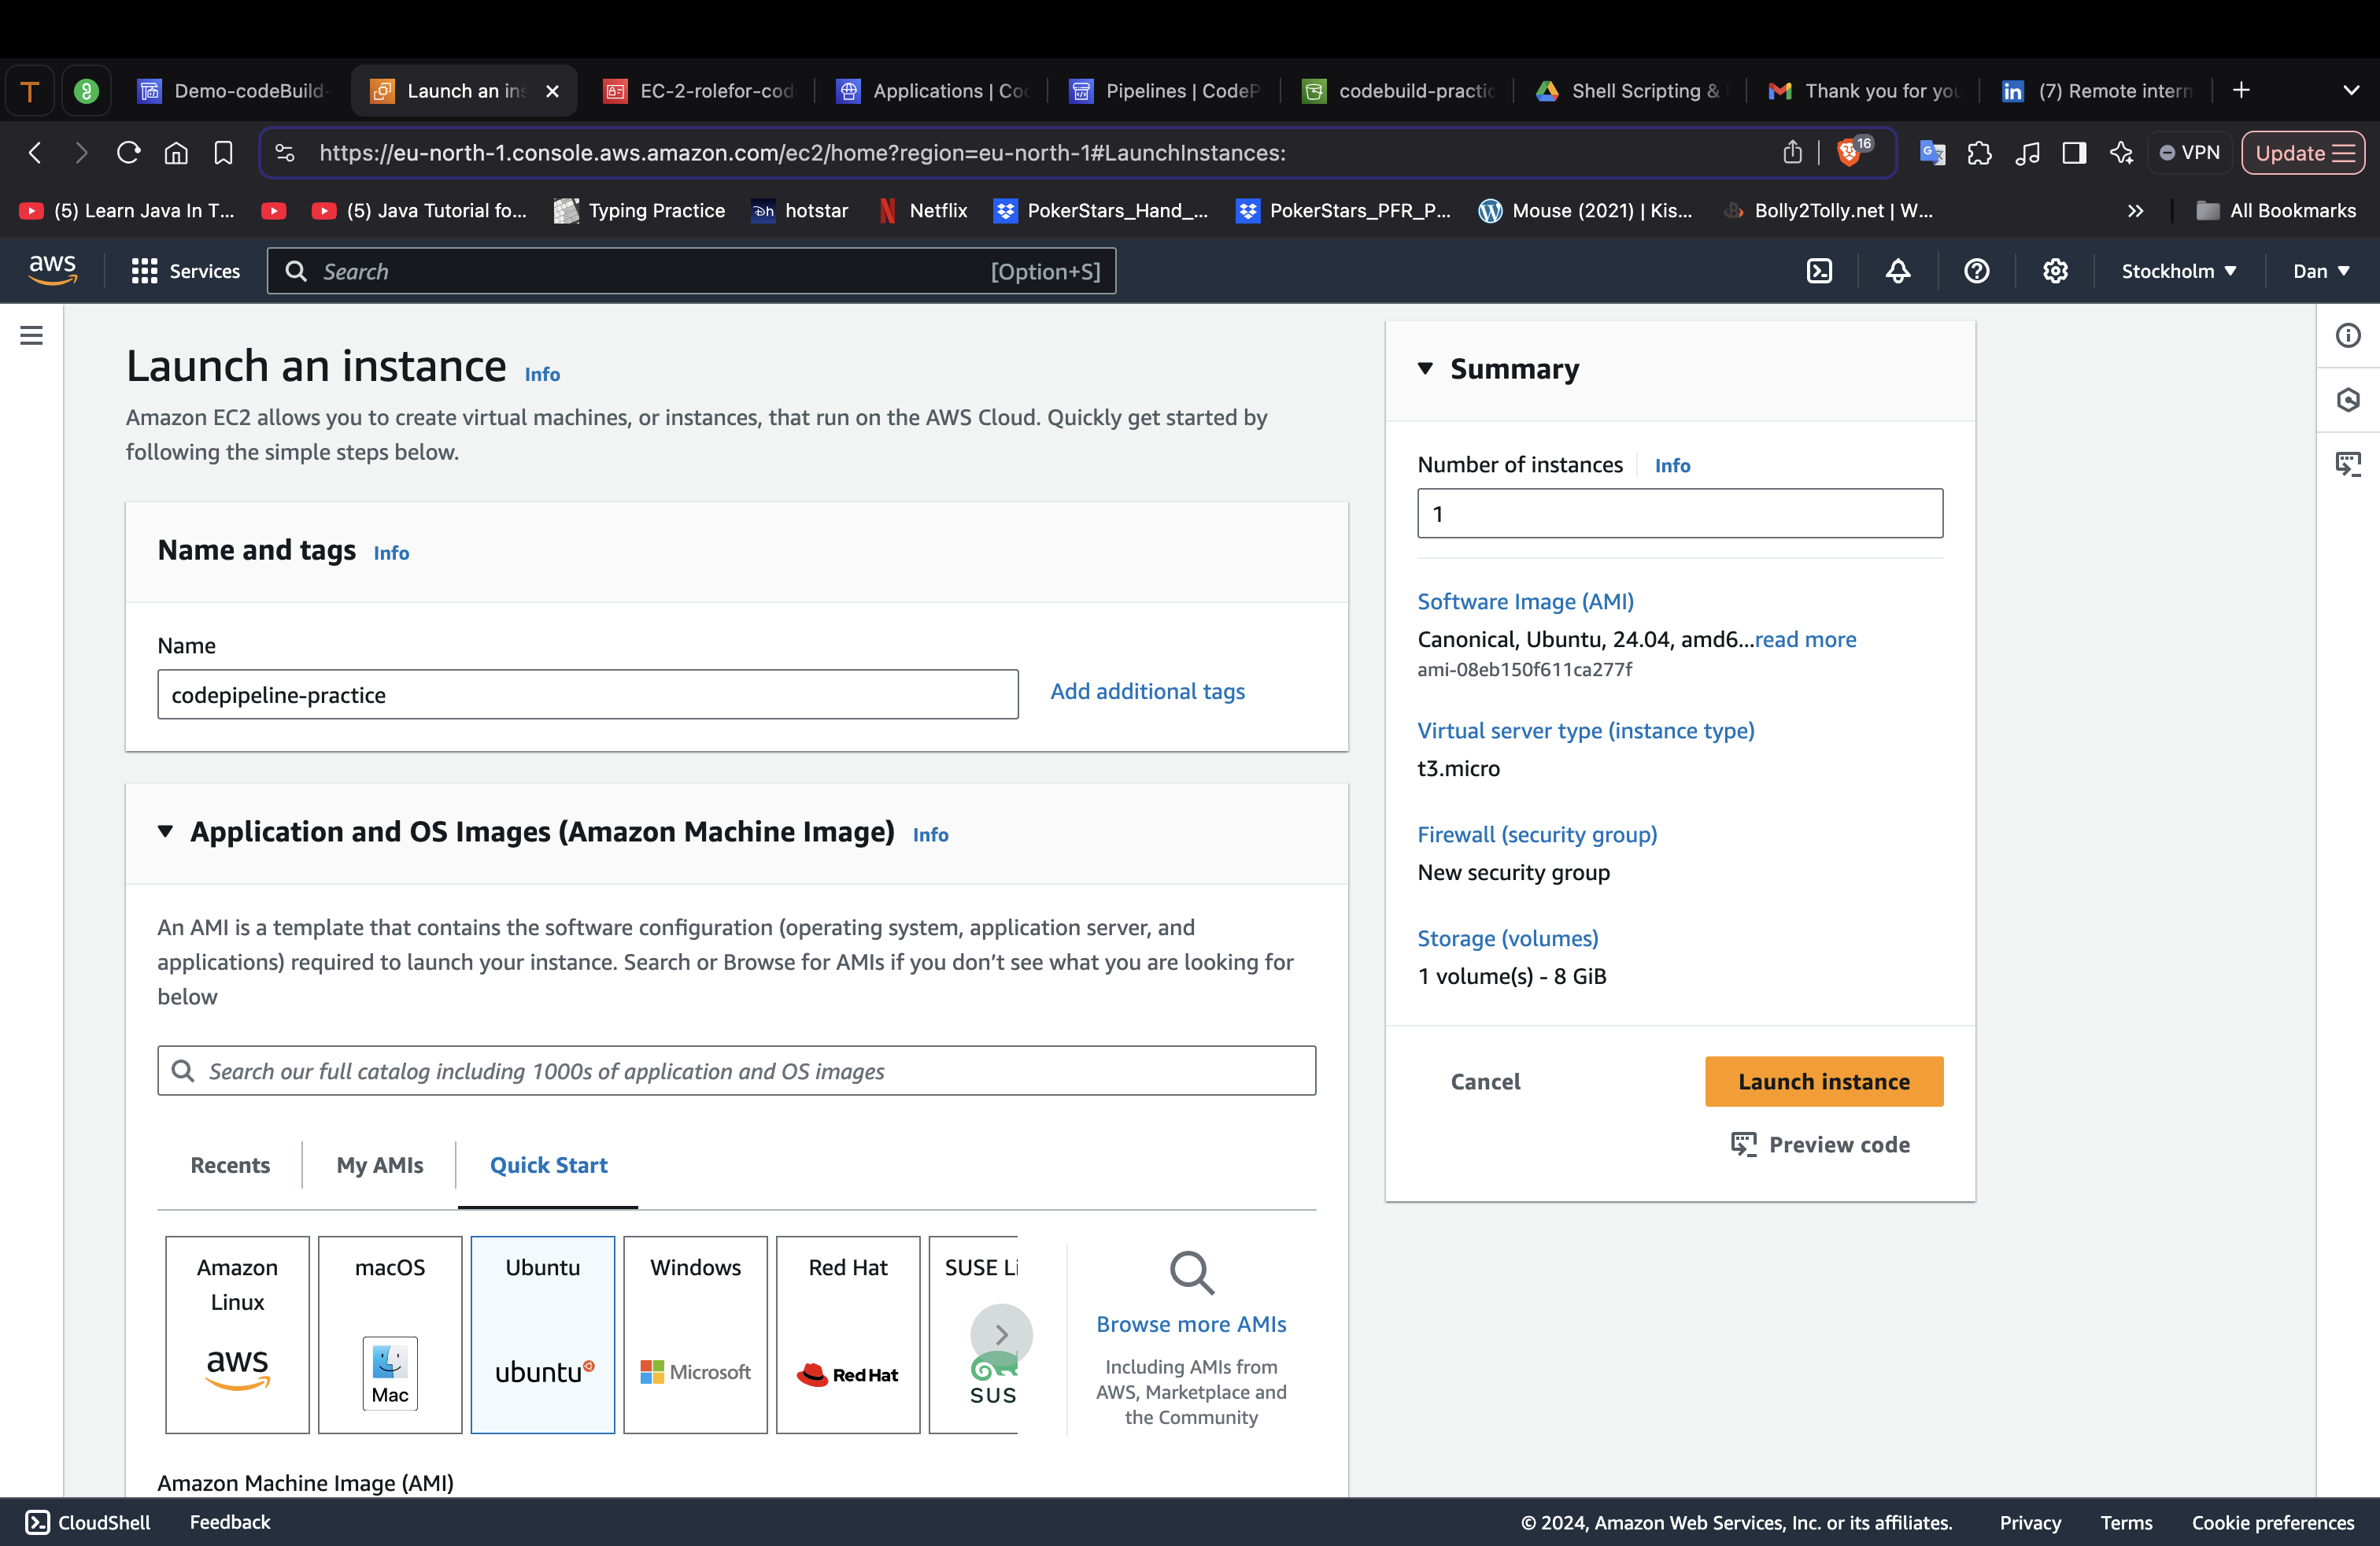 Demo-codeBuild-
Launch an ins
EC-2-rolefor-cod
Applications | Co
Pipelines | CodeP
codebuild-practic
Shell Scripting &
Thank you for you
(7) Remote intern
https://eu-north-1.console.aws.amazon.com/ec2/home?region=eu-north-1#LaunchInstances:
16
VPN
Update
(5) Learn Java In T...
(5) Java Tutorial fo...
Typing Practice
hotstar
Netflix
PokerStars_Hand_...
PokerStars_PFR_P...
Mouse (2021) | Kis...
Bolly2Tolly.net | W...
All Bookmarks
aws
Services
Search
[Option+S]
Stockholm
Dan
Launch an instance Info
Amazon EC2 allows you to create virtual machines, or instances, that run on the AWS Cloud. Quickly get started by
following the simple steps below.
Name and tags Info
Name
codepipeline-practice
Add additional tags
Application and OS Images (Amazon Machine Image) Info
An AMI is a template that contains the software configuration (operating system, application server, and
applications) required to launch your instance. Search or Browse for AMIs if you don’t see what you are looking for
below
Search our full catalog including 1000s of application and OS images
Recents
My AMIs
Quick Start
Amazon
Linux
aws
macOS
Mac
Ubuntu
ubuntu
Windows
Microsoft
Red Hat
Red Hat
SUSE Li
SUS
Browse more AMIs
Including AMIs from
AWS, Marketplace and
the Community
Amazon Machine Image (AMI)
Summary
Number of instances Info
1
Software Image (AMI)
Canonical, Ubuntu, 24.04, amd6...read more
ami-08eb150f611ca277f
Virtual server type (instance type)
t3.micro
Firewall (security group)
New security group
Storage (volumes)
1 volume(s) - 8 GiB
Cancel
Launch instance
Preview code
CloudShell
Feedback
© 2024, Amazon Web Services, Inc. or its affiliates.
Privacy
Terms
Cookie preferences